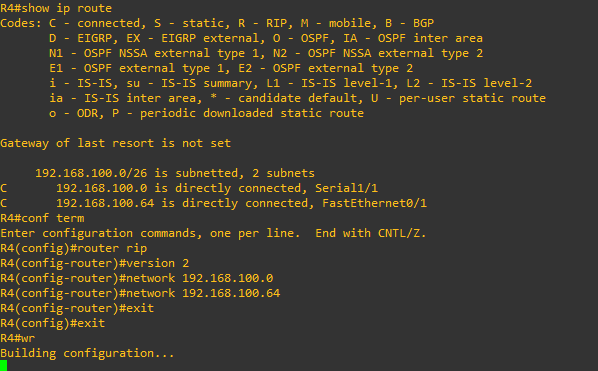 R4#show ip route
Codes: C - connected, S - static, R - RIP, M - mobile, B - BGP
D - EIGRP, EX - EIGRP external, O - OSPF, IA - OSPF inter area
N1 - OSPF NSSA external type 1, N2 - OSPF NSSA external type 2
E1 - OSPF external type 1, E2 - OSPF external type 2
i - IS-IS, su - IS-IS summary, L1 - IS-IS level-1, L2 - IS-IS level-2
ia - IS-IS inter area, * - candidate default, U - per-user static route
o - ODR, P - periodic downloaded static route
Gateway of last resort is not set
192.168.100.0/26 is subnetted, 2 subnets
C 192.168.100.0 is directly connected, Serial1/1
C 192.168.100.64 is directly connected, FastEthernet0/1
R4#conf term
Enter configuration commands, one per line. End with CNTL/Z.
R4(config)#router rip
R4(config-router)#version 2
R4(config-router)#network 192.168.100.0
R4(config-router)#network 192.168.100.64
R4(config-router)#exit
R4(config)#exit
R4#wr
Building configuration...